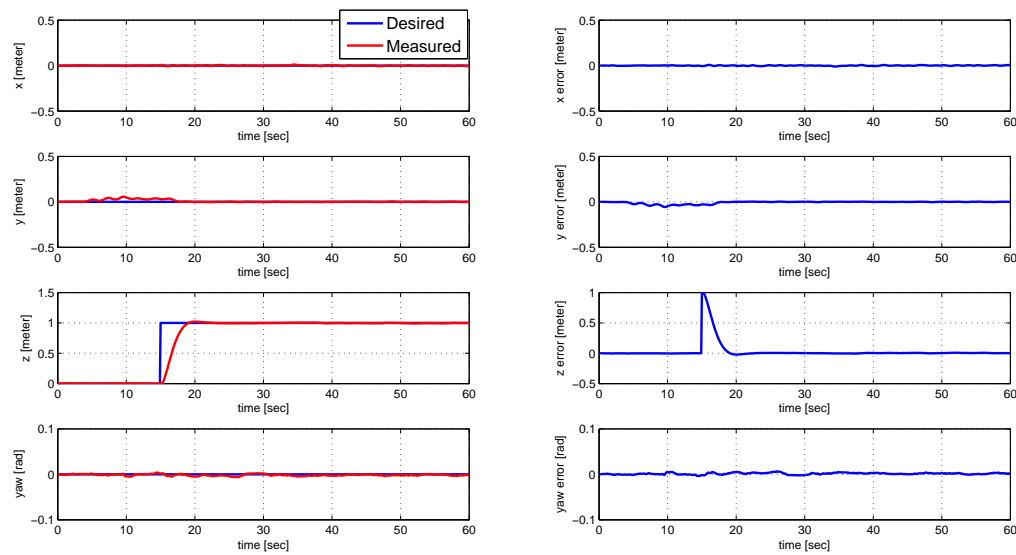 Desired
Measured
0.5
0
−0.5
x [meter]
0 10 20 30 40 50 60
time [sec]
0.5
0
−0.5
x error [meter]
0 10 20 30 40 50 60
time [sec]
0.5
0
−0.5
y [meter]
0 10 20 30 40 50 60
time [sec]
0.5
0
−0.5
y error [meter]
0 10 20 30 40 50 60
time [sec]
1.5
1
0.5
0
z [meter]
0 10 20 30 40 50 60
time [sec]
1
0.5
0
−0.5
z error [meter]
0 10 20 30 40 50 60
time [sec]
0.1
0
−0.1
yaw [rad]
0 10 20 30 40 50 60
time [sec]
0.1
0
−0.1
yaw error [rad]
0 10 20 30 40 50 60
time [sec]